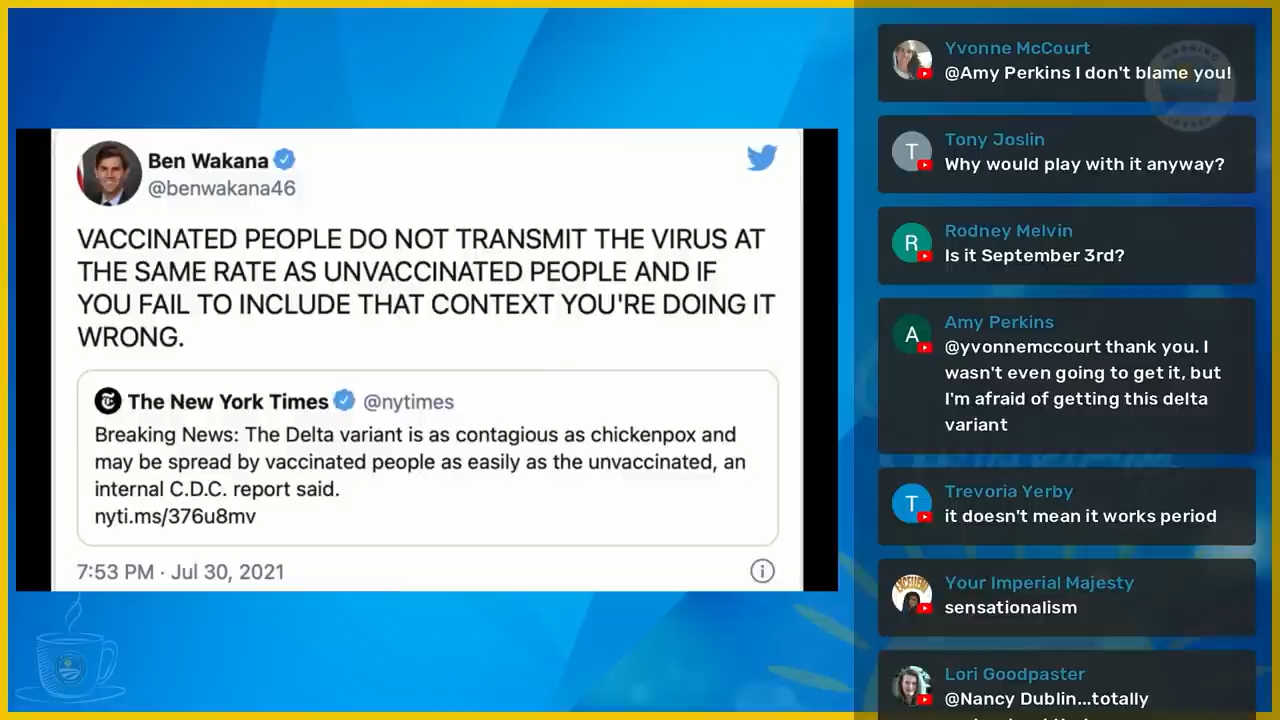 Ben Wakana
@benwakana46
VACCINATED PEOPLE DO NOT TRANSMIT THE VIRUS AT
THE SAME RATE AS UNVACCINATED PEOPLE AND IF
YOU FAIL TO INCLUDE THAT CONTEXT YOU'RE DOING IT
WRONG.
The New York Times @nytimes
Breaking News: The Delta variant is as contagious as chickenpox and
may be spread by vaccinated people as easily as the unvaccinated, an
internal C.D.C. report said.
nyti.ms/376u8mv
7:53 PM · Jul 30, 2021
Yvonne McCourt
@Amy Perkins I don't blame you!
T
Tony Joslin
Why would play with it anyway?
R
Rodney Melvin
Is it September 3rd?
A
Amy Perkins
@yvonnemccourt thank you. I
wasn't even going to get it, but
I'm afraid of getting this delta
variant
T
Trevoria Yerby
it doesn't mean it works period
Your Imperial Majesty
sensationalism
Lori Goodpaster
@Nancy Dublin...totally